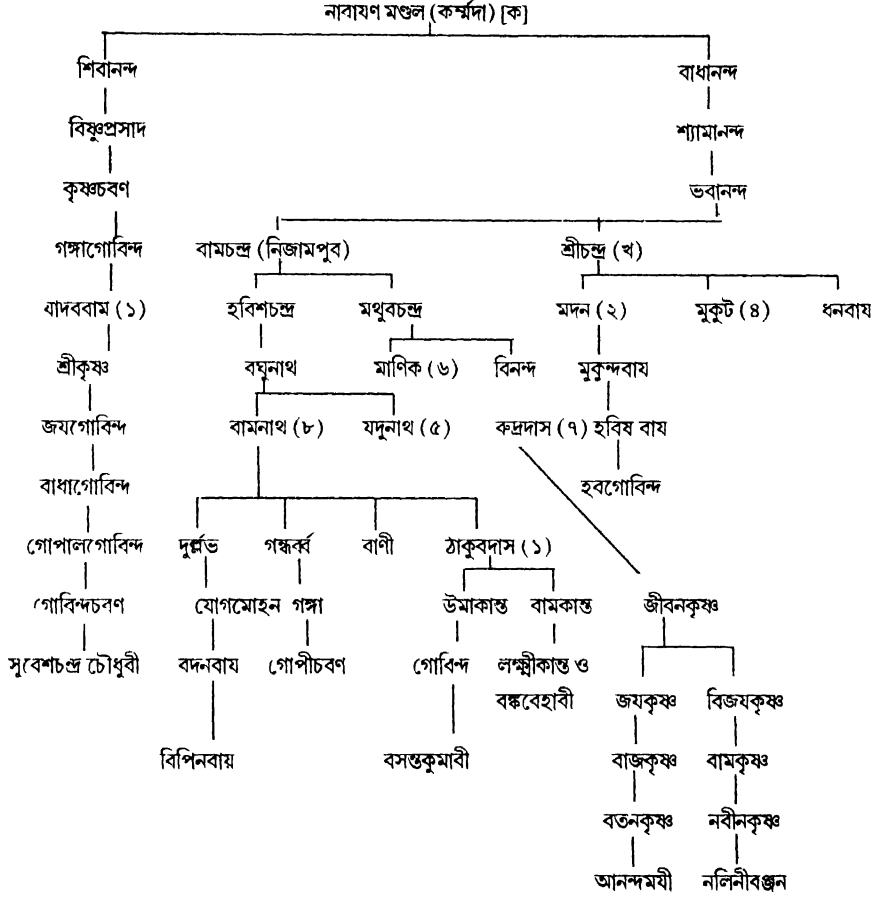 নাবাযণ মণ্ডল (কর্ম্মদা) [ক]
শিবানন্দ বাধানন্দ
বিষ্ণুপ্রসাদ শ্যামানন্দ
কৃষ্ণচবণ ভবানন্দ
গঙ্গাগোবিন্দ বামচন্দ্র (নিজামপুব) শ্রীচন্দ্র (খ)
যাদববাম (১) হবিশচন্দ্র মথুবচন্দ্র মদন (২) মুকুট (৪) ধনবায
শ্রীকৃষ্ণ বঘুনাথ মাণিক (৬) বিনন্দ মুকুন্দবায
জযগোবিন্দ বামনাথ (৮) যদুনাথ (৫) রুদ্রদাস (৭) হবিষ বায
বাধাগোবিন্দ হবগোবিন্দ
গোপালগোবিন্দ দুর্ল্লভ গন্ধর্ব্ব বাণী ঠাকুবদাস (১)
গোবিন্দচবণ যোগমোহন গঙ্গা উমাকান্ত বামকান্ত জীবনকৃষ্ণ
সুবেশচন্দ্র চৌধুবী বদনবায গোপীচবণ গোবিন্দ লক্ষ্মীকান্ত ও
বঙ্কবেহাবী জযকৃষ্ণ বিজযকৃষ্ণ
বিপিনবায় বসন্তকুমাবী বাজকৃষ্ণ বামকৃষ্ণ
বতনকৃষ্ণ নবীনকৃষ্ণ
আনন্দমযী নলিনীবঞ্জন